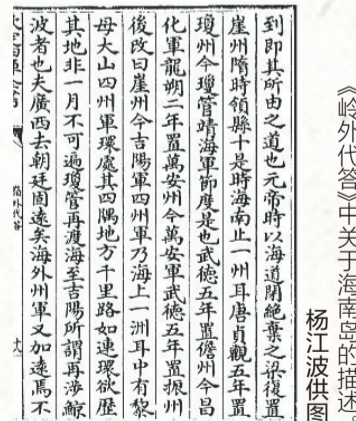 到即其所由之道也元帝時以海道閉絕棄之梁復置
崖州隋時領縣十是時海南止一州耳唐貞觀五年置
瓊州今瓊管靖海軍節度是也武德五年置儋州今昌
化軍龍朔二年置萬安州今萬安軍武德五年置振州
後改曰崖州今吉陽軍四州軍乃海上一洲耳中有黎
母大山四州軍環處其四隅地方千里路如連環欲歷
其地非一月不可遍瓊管再渡海至吉陽所謂再涉鯨
波者也夫廣西去朝廷固遠矣海外州軍又加遠焉不
《岭外代答》中关于海南岛的描述。
杨江波供图